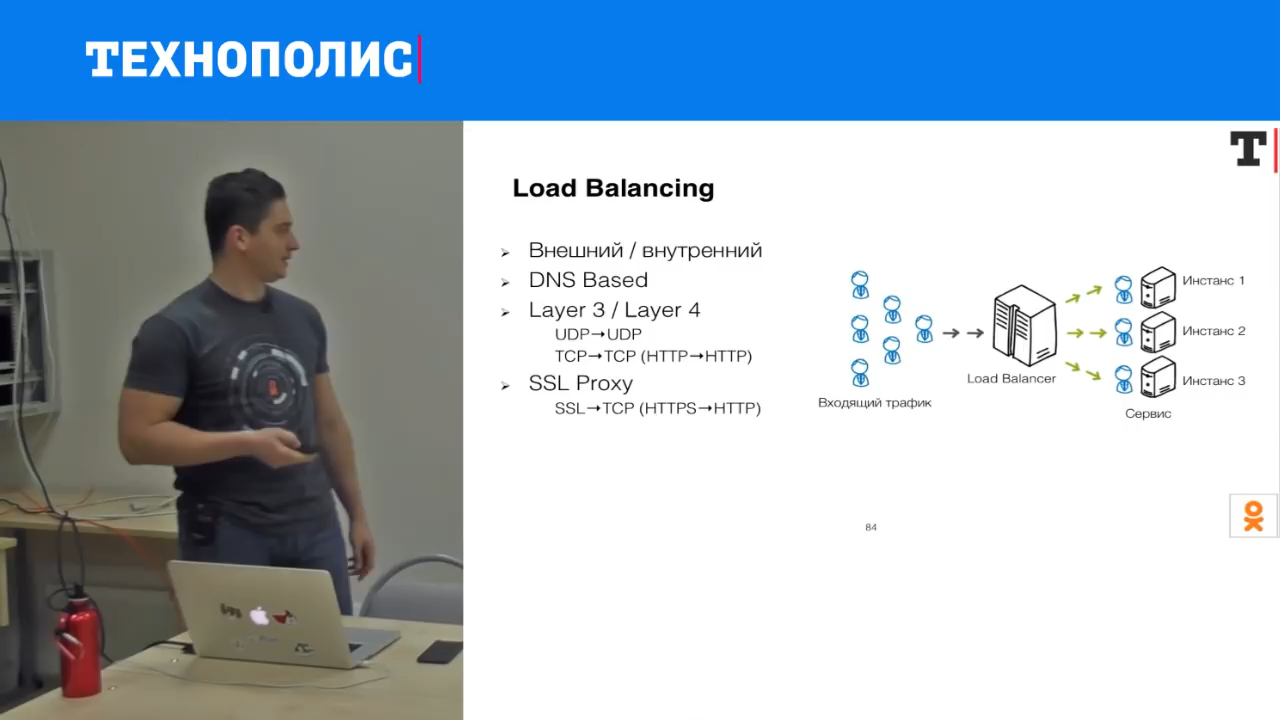 ТЕХНОПОЛИС
T
Load Balancing
Внешний / внутренний
DNS Based
Layer 3 / Layer 4
UDP→UDP
TCP→TCP (HTTP→HTTP)
SSL Proxy
SSL→TCP (HTTPS→HTTP)
Входящий трафик
Load Balancer
Инстанс 1
Инстанс 2
Инстанс 3
Сервис
84